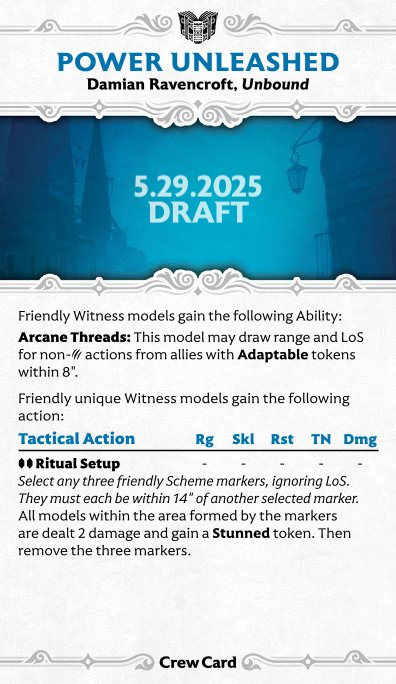 POWER UNLEASHED
Damian Ravencroft, Unbound
5.29.2025
DRAFT
Friendly Witness models gain the following Ability:
Arcane Threads: This model may draw range and LoS
for non- actions from allies with Adaptable tokens
within 8".
Friendly unique Witness models gain the following
action:
Tactical Action Rg Skl Rst TN Dmg
Ritual Setup - - - - -
Select any three friendly Scheme markers, ignoring LoS.
They must each be within 14" of another selected marker.
All models within the area formed by the markers
are dealt 2 damage and gain a Stunned token. Then
remove the three markers.
Crew Card